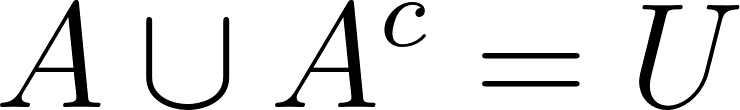 A ∪ A^c = U